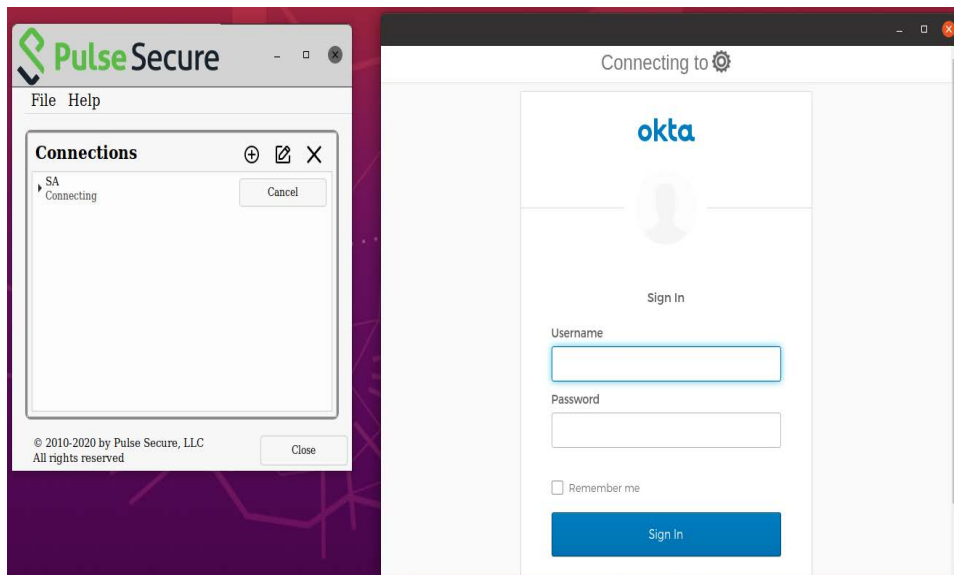 Pulse Secure
File Help
Connections
SA
Connecting
Cancel
© 2010-2020 by Pulse Secure, LLC
All rights reserved
Close
Connecting to
okta
Sign In
Username
Password
Remember me
Sign In